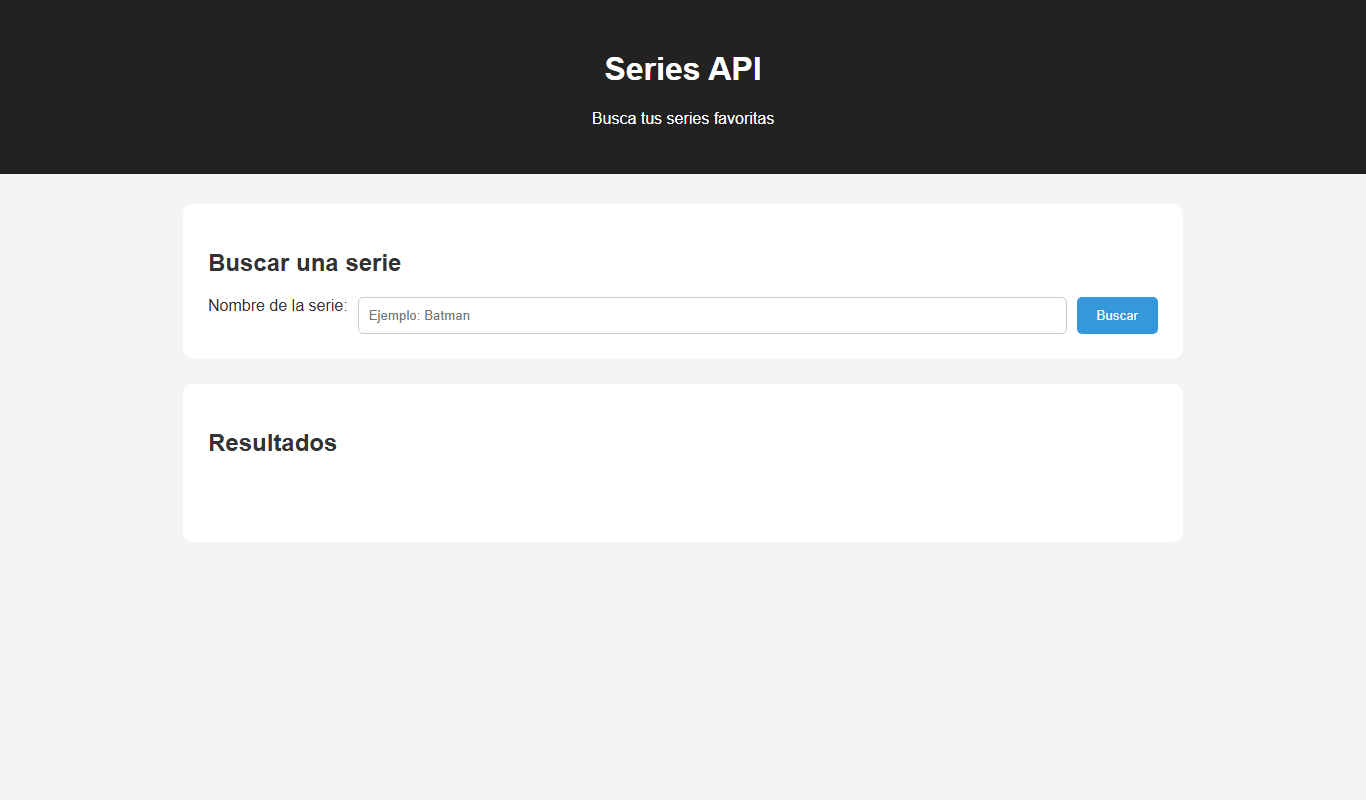 Series API
Busca tus series favoritas
Buscar una serie
Nombre de la serie: Ejemplo: Batman Buscar
Resultados